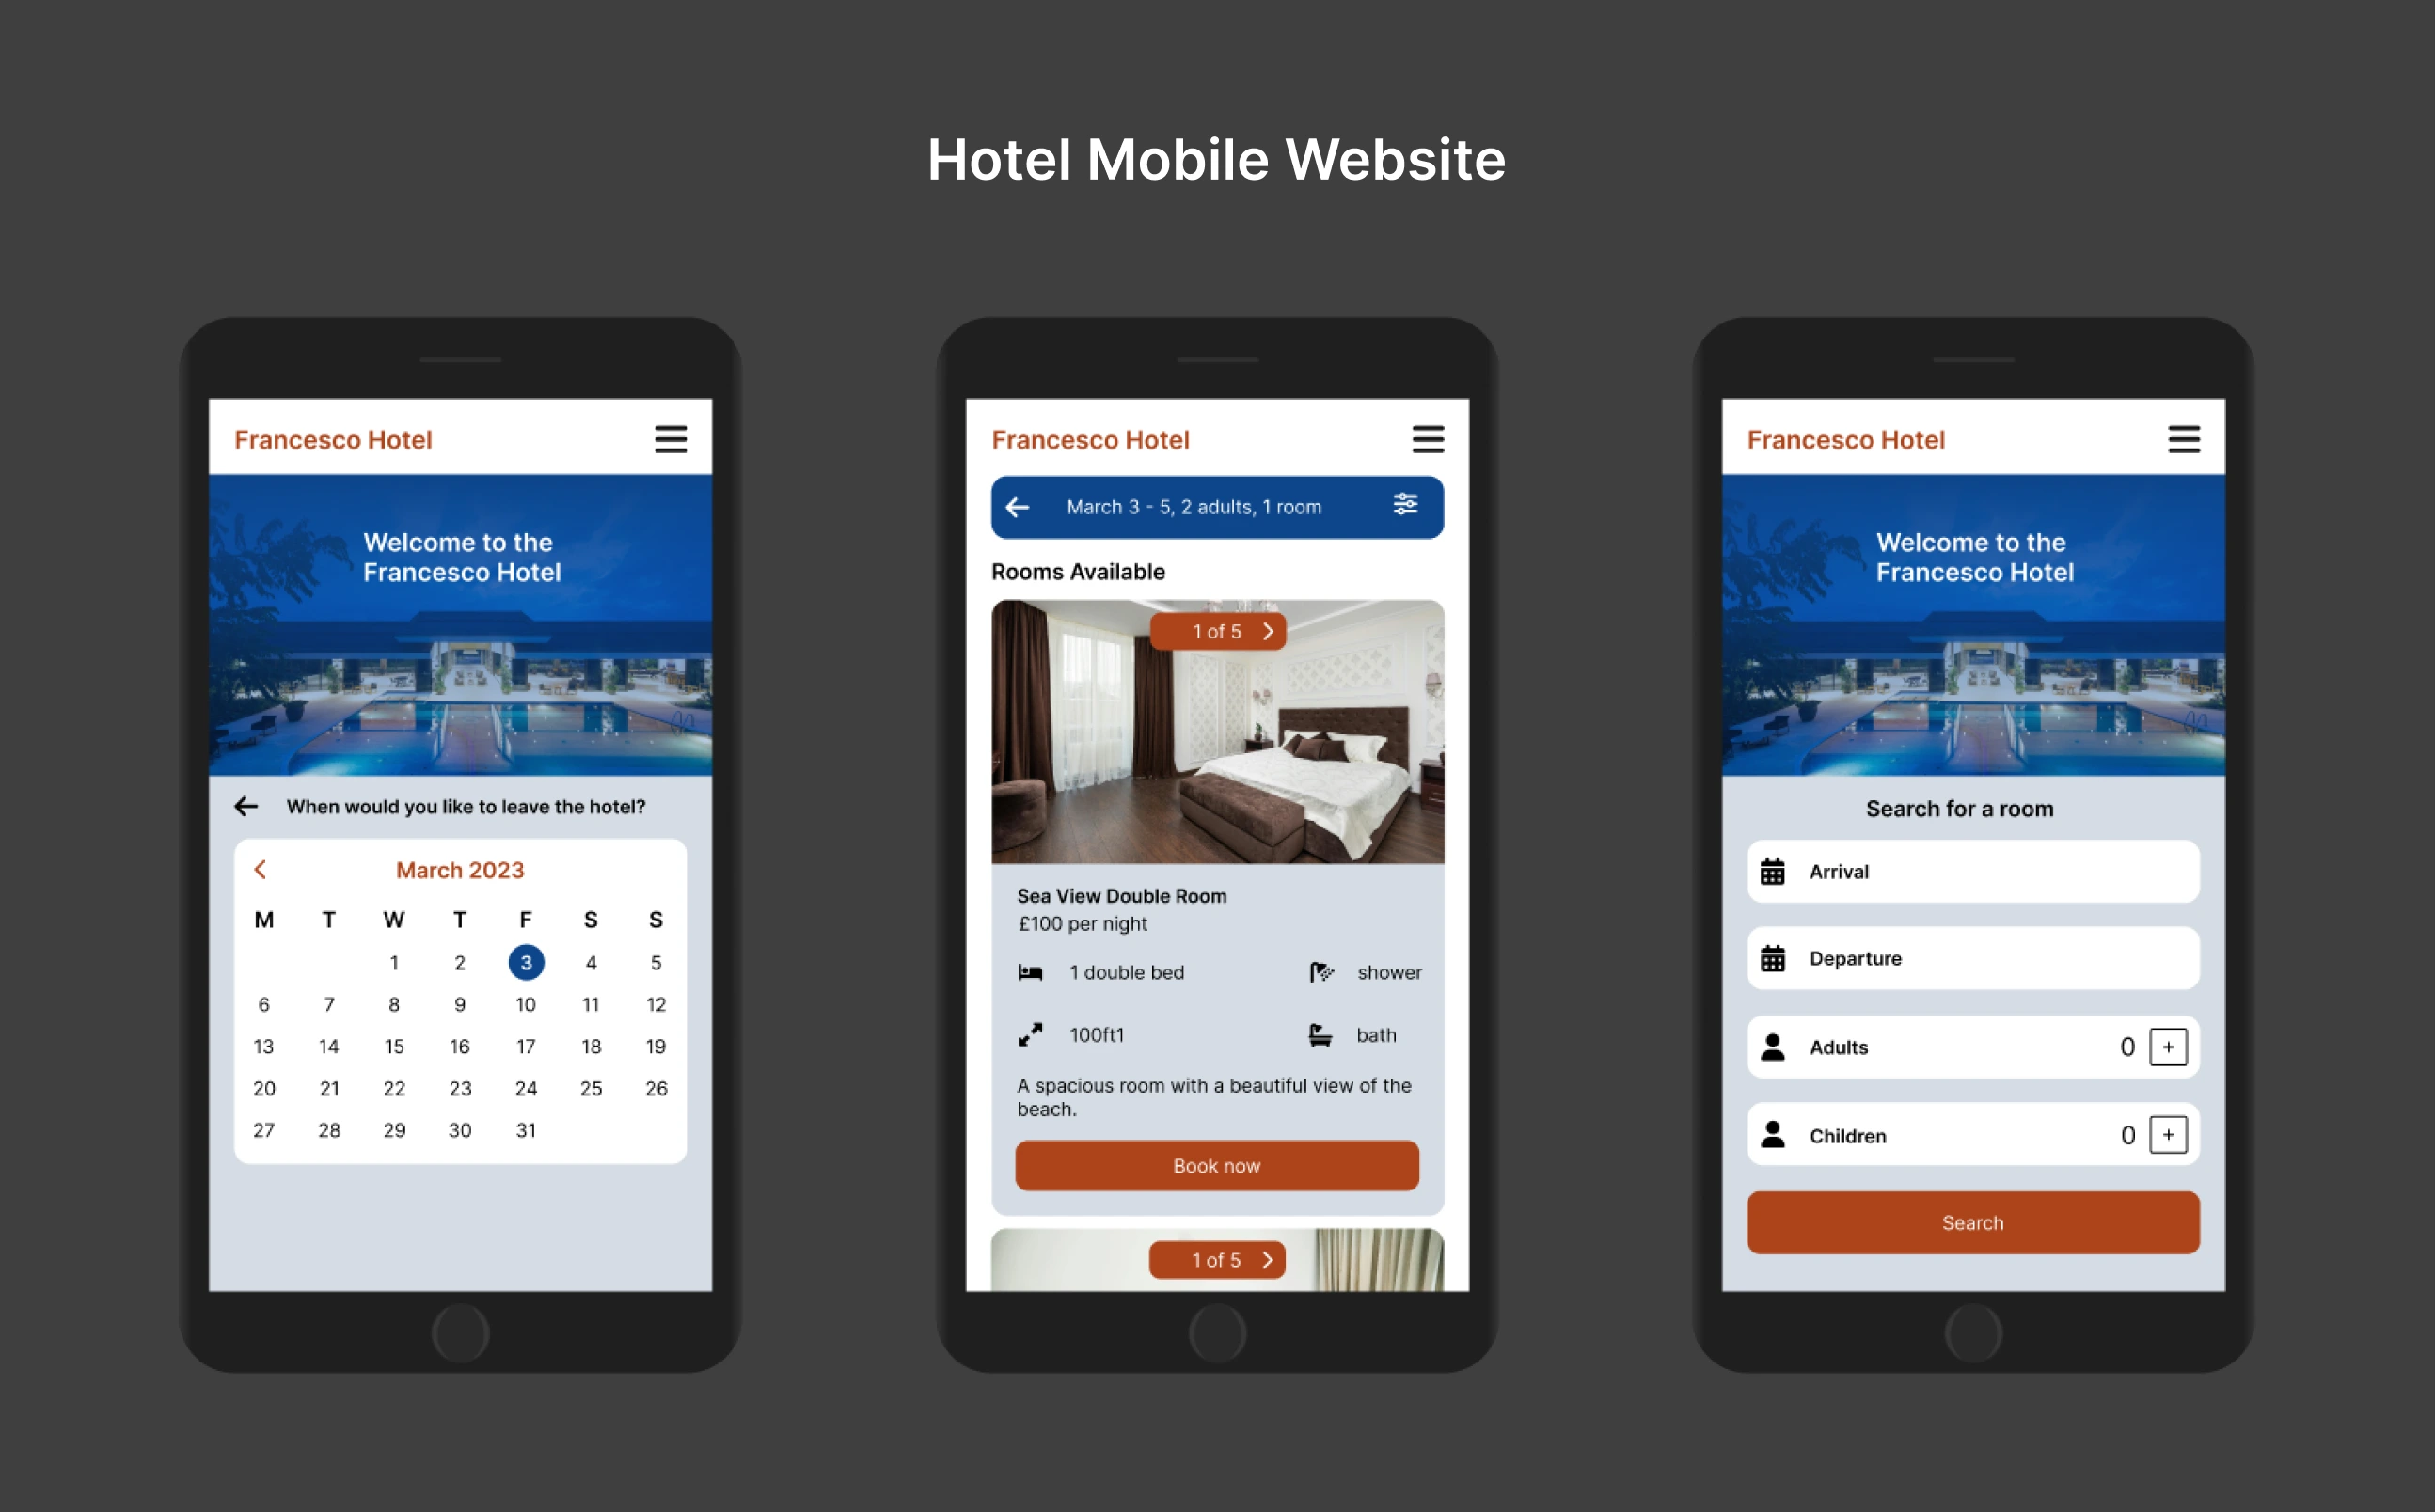 Hotel Mobile Website
Francesco Hotel
Welcome to the
Francesco Hotel
When would you like to leave the hotel?
March 2023
M T W T F S S
1 2 3 4 5
6 7 8 9 10 11 12
13 14 15 16 17 18 19
20 21 22 23 24 25 26
27 28 29 30 31
Francesco Hotel
March 3 - 5, 2 adults, 1 room
Rooms Available
1 of 5
Sea View Double Room
£100 per night
1 double bed shower
100ft1 bath
A spacious room with a beautiful view of the
beach.
Book now
1 of 5
Francesco Hotel
Welcome to the
Francesco Hotel
Search for a room
Arrival
Departure
Adults 0 +
Children 0 +
Search